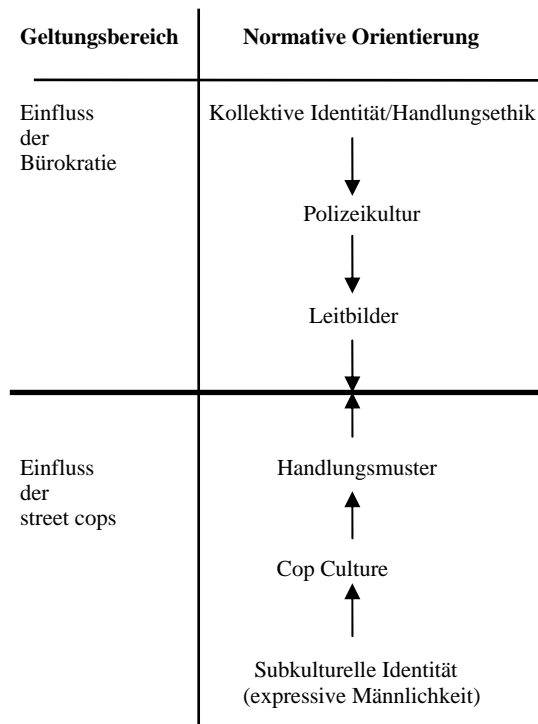 Geltungsbereich
Normative Orientierung
Einfluss
der
Bürokratie
Kollektive Identität/Handlungsethik
Polizeikultur
Leitbilder
Einfluss
der
street cops
Handlungsmuster
Cop Culture
Subkulturelle Identität
(expressive Männlichkeit)